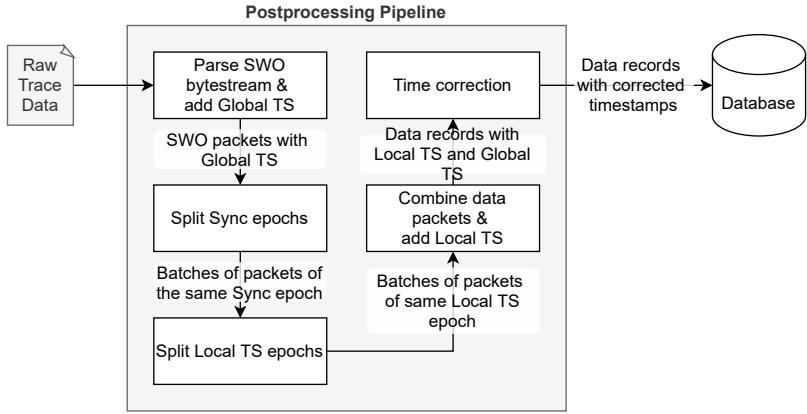 Postprocessing Pipeline
Raw
Trace
Data
Parse SWO
bytestream &
add Global TS
SWO packets with
Global TS
Split Sync epochs
Batches of packets of
the same Sync epoch
Split Local TS epochs
Batches of packets
of same Local TS
epoch
Combine data
packets &
add Local TS
Data records with
Local TS and Global
TS
Time correction
Data records
with corrected
timestamps
Database